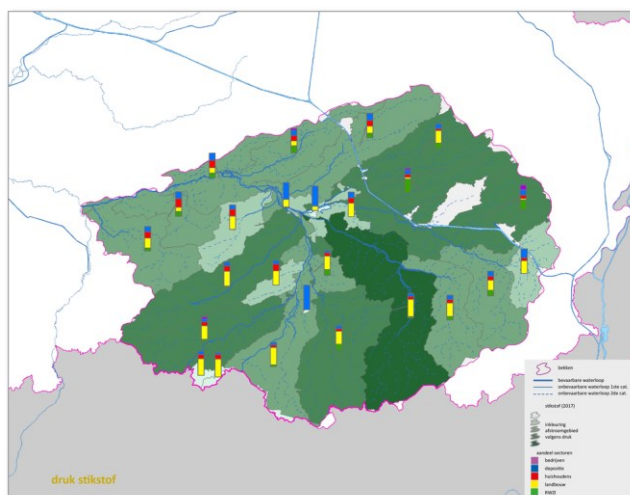 bekken
bevaarbare waterloop
onbevaarbare waterloop 1ste cat.
onbevaarbare waterloop 2de cat.
stikstof (2017)
inkleuring
afstroomgebied
volgens druk
aandeel sectoren
bedrijven
depositie
huishoudens
landbouw
RWZI
druk stikstof